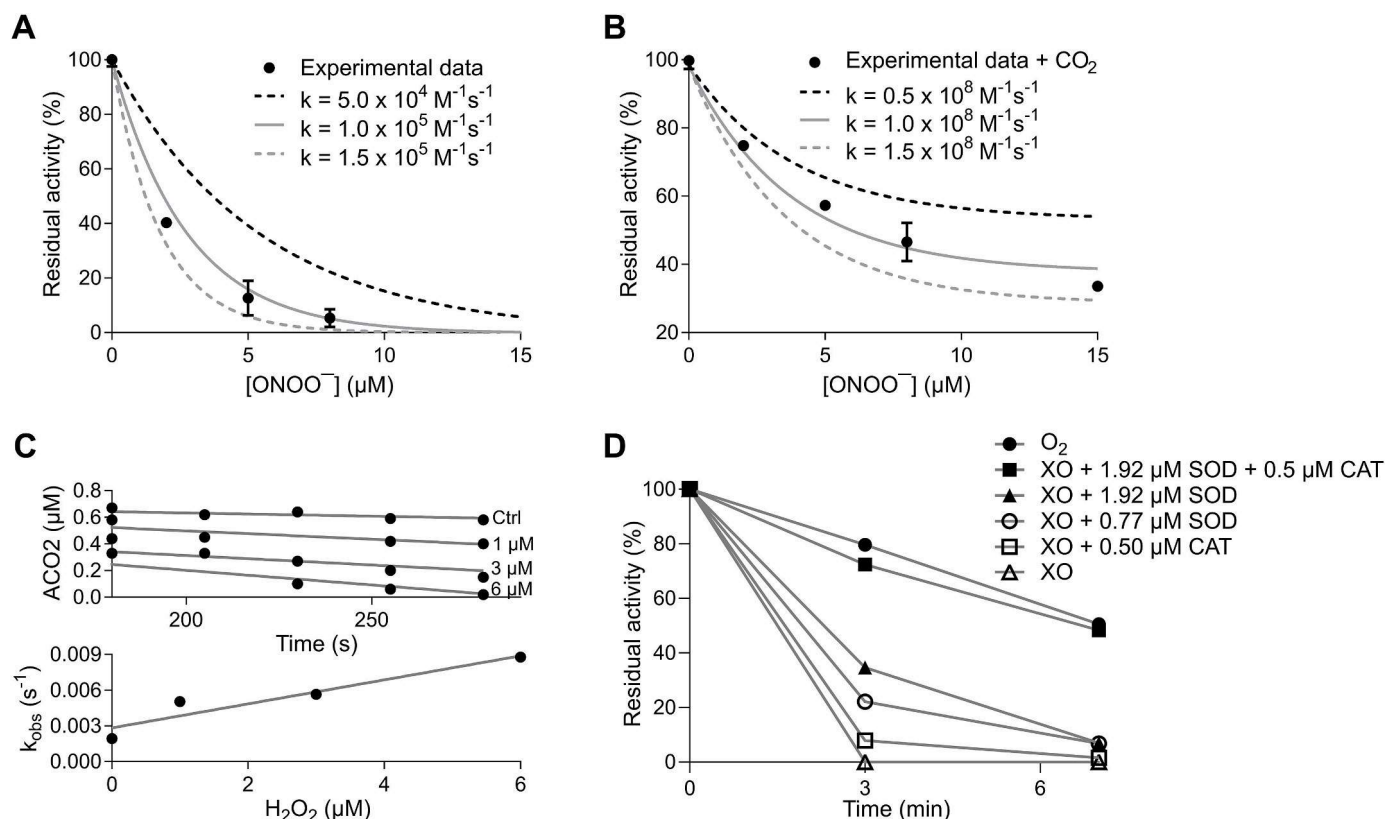 A
100
80
60
40
20
0
Residual activity (%)
Experimental data
k = 5.0 x 10⁴ M⁻¹s⁻¹
k = 1.0 x 10⁵ M⁻¹s⁻¹
k = 1.5 x 10⁵ M⁻¹s⁻¹
0 5 10 15
[ONOO⁻] (µM)
B
100
80
60
40
20
Residual activity (%)
Experimental data + CO₂
k = 0.5 x 10⁸ M⁻¹s⁻¹
k = 1.0 x 10⁸ M⁻¹s⁻¹
k = 1.5 x 10⁸ M⁻¹s⁻¹
0 5 10 15
[ONOO⁻] (µM)
C
0.8
0.6
0.4
0.2
0.0
ACO2 (µM)
Ctrl
1 µM
3 µM
6 µM
200 250
Time (s)
0.009
0.006
0.003
0.000
kobs (s⁻¹)
0 2 4 6
H₂O₂ (µM)
D
O₂
XO + 1.92 µM SOD + 0.5 µM CAT
XO + 1.92 µM SOD
XO + 0.77 µM SOD
XO + 0.50 µM CAT
XO
100
80
60
40
20
0
Residual activity (%)
0 3 6
Time (min)